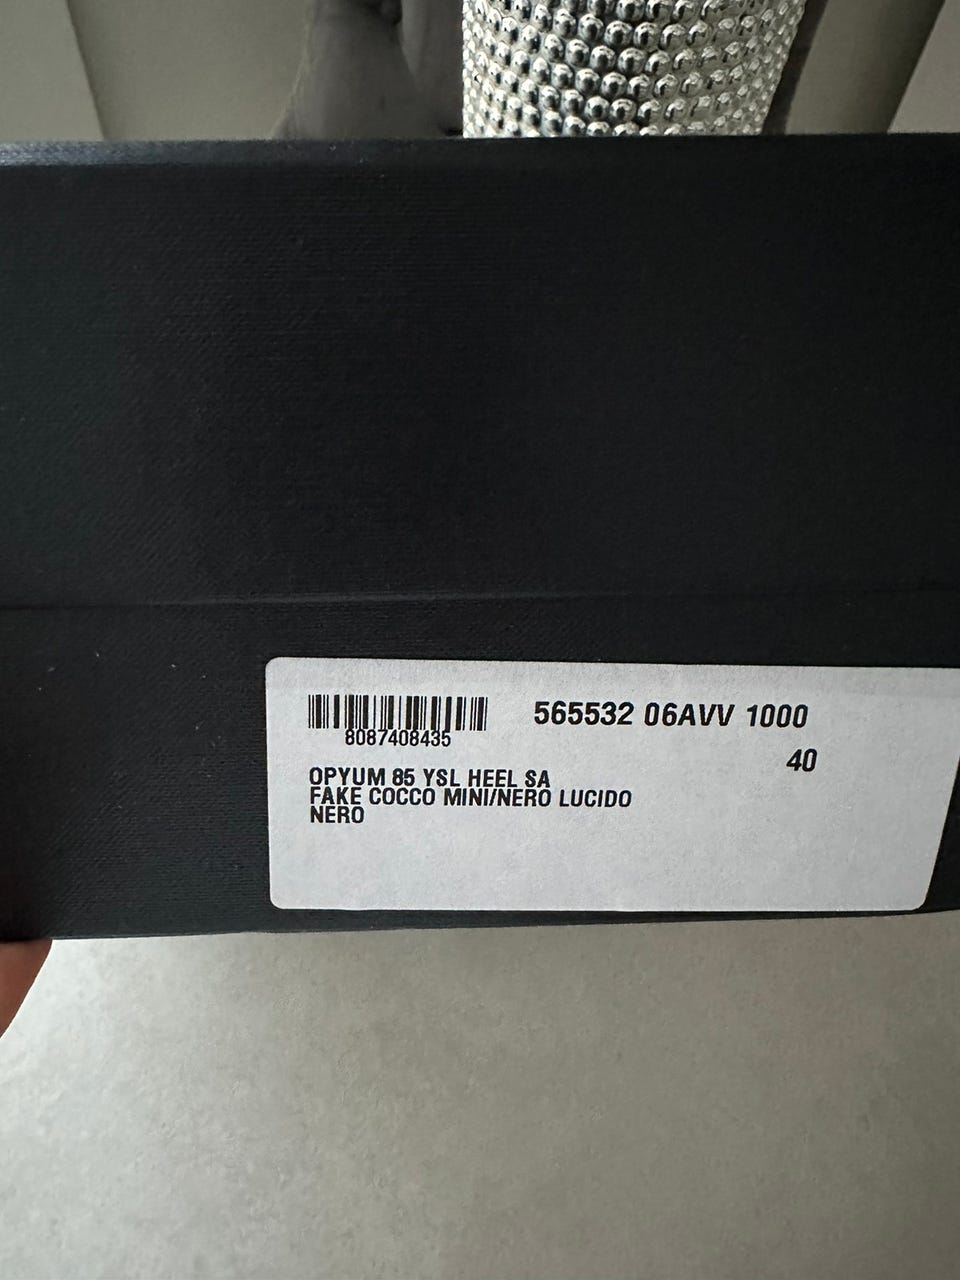 565532 06AVV 1000
8087408435
40
OPYUM 85 YSL HEEL SA
FAKE COCCO MINI/NERO LUCIDO
NERO